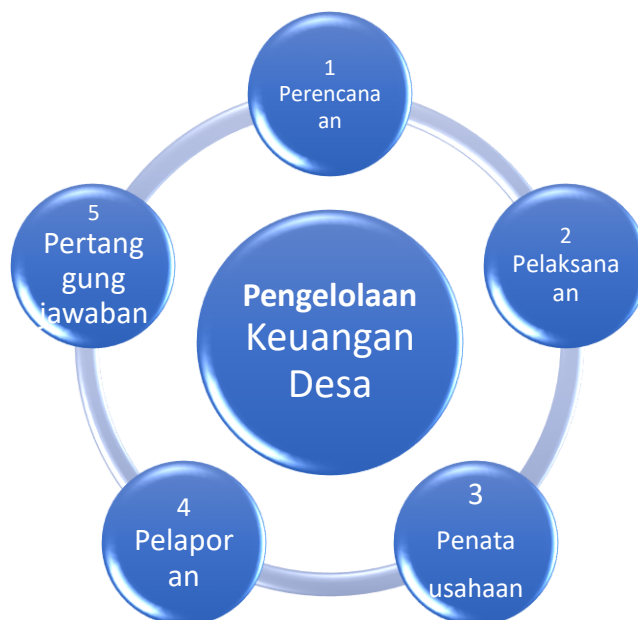 1
Perencana
an
2
Pelaksana
an
3
Penata
usahaan
4
Pelapor
an
5
Pertang
gung
jawaban
Pengelolaan
Keuangan
Desa